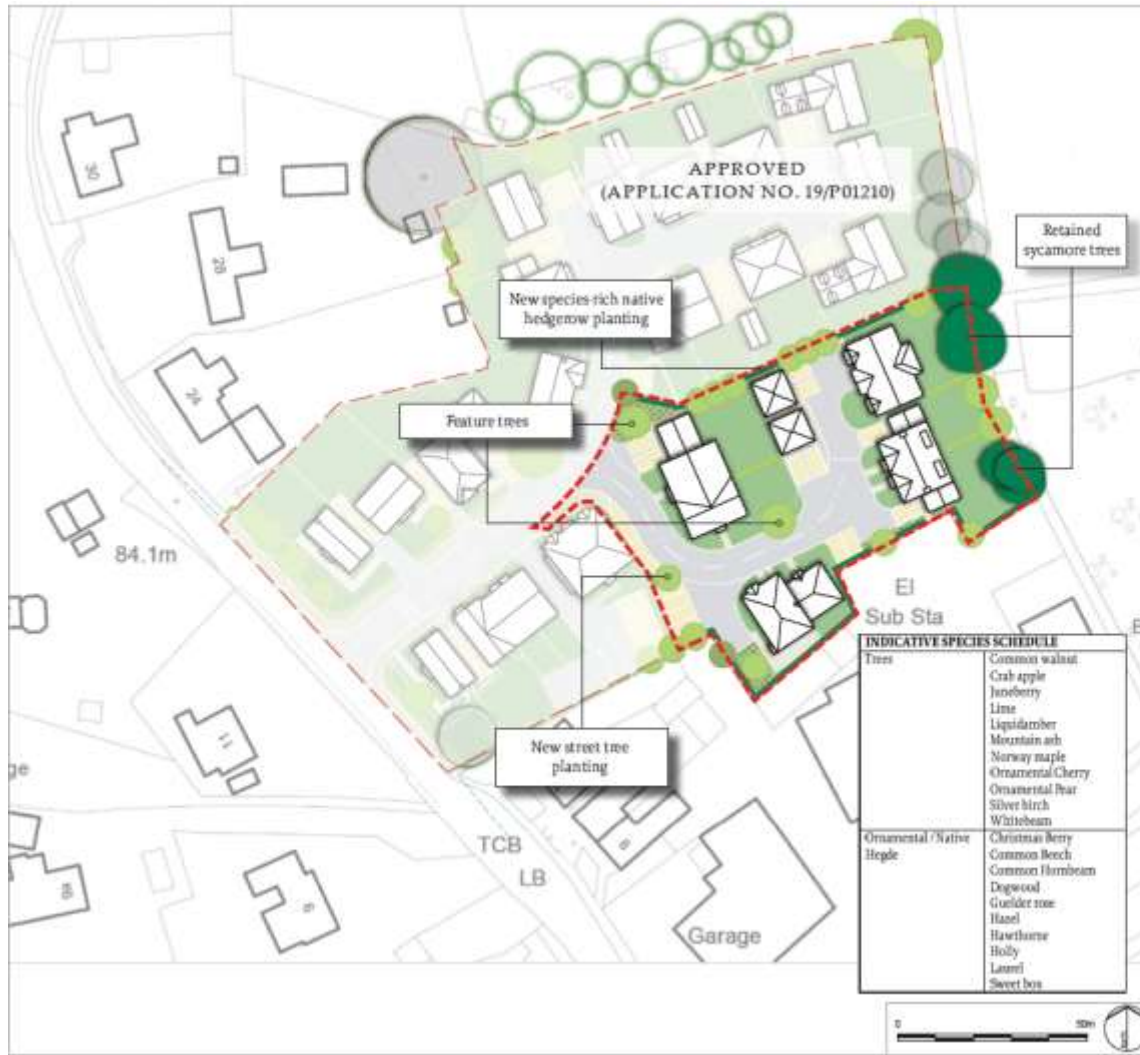 APPROVED
(APPLICATION NO. 19/P01210)
Retained
sycamore trees
New species-rich native
hedgerow planting
Feature trees
30
28
24
84.1m
El
Sub Sta
11
New street tree
planting
TCB
LB
8
6
Garage
ge
INDICATIVE SPECIES SCHEDULE
Trees
Common walnut
Crab apple
Juneberry
Lime
Liquidamber
Mountain ash
Norway maple
Ornamental Cherry
Ornamental Pear
Silver birch
Whitebeam
Ornamental / Native
Hegde
Christmas Berry
Common Beech
Common Hornbeam
Dogwood
Guelder rose
Hazel
Hawthorne
Holly
Laurel
Sweet box
0
50m